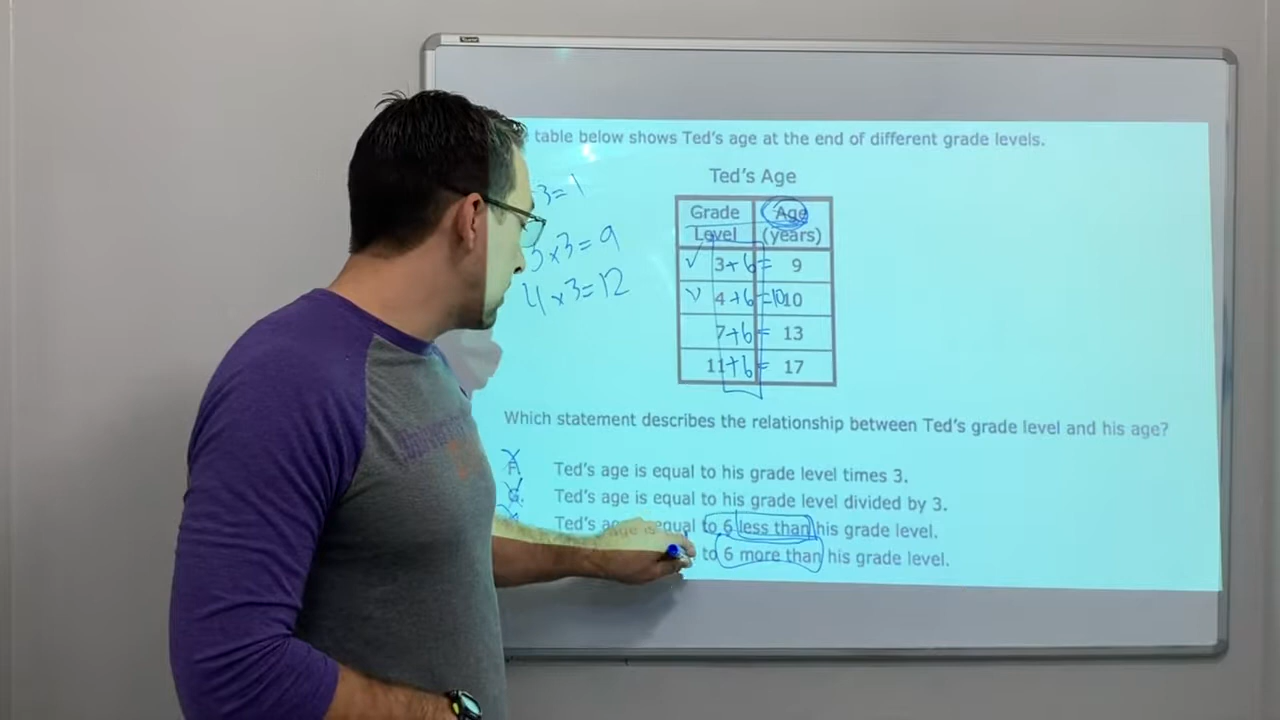 table below shows Ted's age at the end of different grade levels.
Ted's Age
Grade Level Age (years)
3+6= 9
4+6=10 10
7+6= 13
11+6= 17
3=1
3x3=9
4x3=12
Which statement describes the relationship between Ted's grade level and his age?
Ted's age is equal to his grade level times 3.
G. Ted's age is equal to his grade level divided by 3.
Ted's age is equal to 6 less than his grade level.
to 6 more than his grade level.